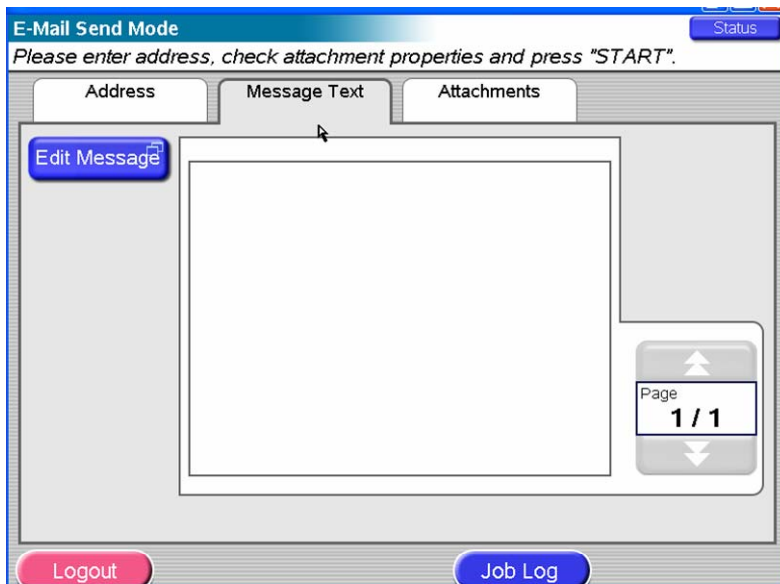 E-Mail Send Mode
Status
Please enter address, check attachment properties and press "START".
Address
Message Text
Attachments
Edit Message
Page
1 / 1
Logout
Job Log